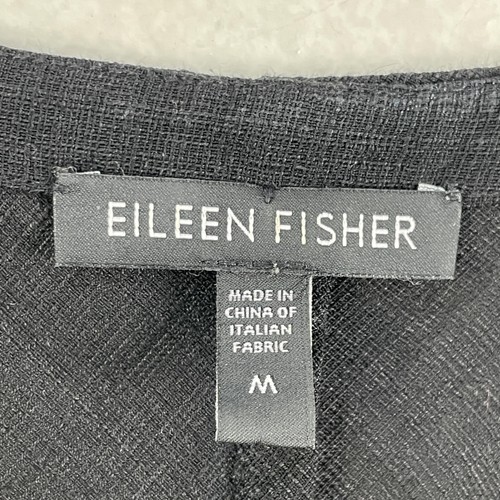 EILEEN FISHER
MADE IN
CHINA OF
ITALIAN
FABRIC
M